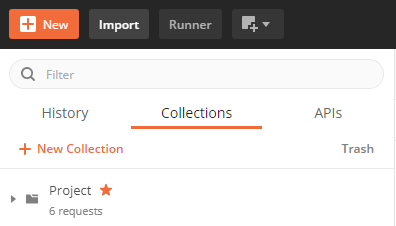 New Import Runner
Filter
History Collections APIs
New Collection Trash
Project
6 requests